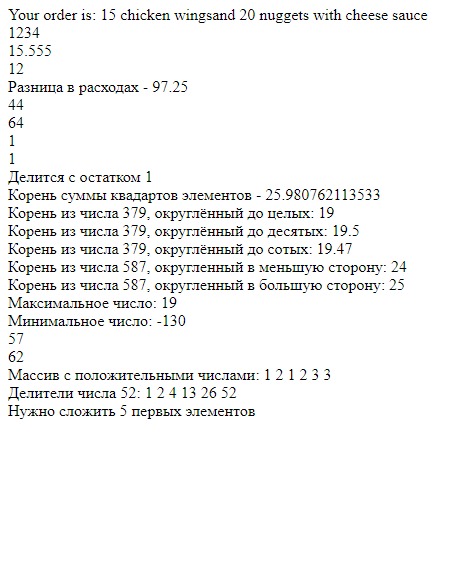 Your order is: 15 chicken wingsand 20 nuggets with cheese sauce
1234
15.555
12
Разница в расходах - 97.25
44
64
1
1
Делится с остатком 1
Корень суммы квадартов элементов - 25.980762113533
Корень из числа 379, округлённый до целых: 19
Корень из числа 379, округлённый до десятых: 19.5
Корень из числа 379, округлённый до сотых: 19.47
Корень из числа 587, округленный в меньшую сторону: 24
Корень из числа 587, округленный в большую сторону: 25
Максимальное число: 19
Минимальное число: -130
57
62
Массив с положительными числами: 1 2 1 2 3 3
Делители числа 52: 1 2 4 13 26 52
Нужно сложить 5 первых элементов